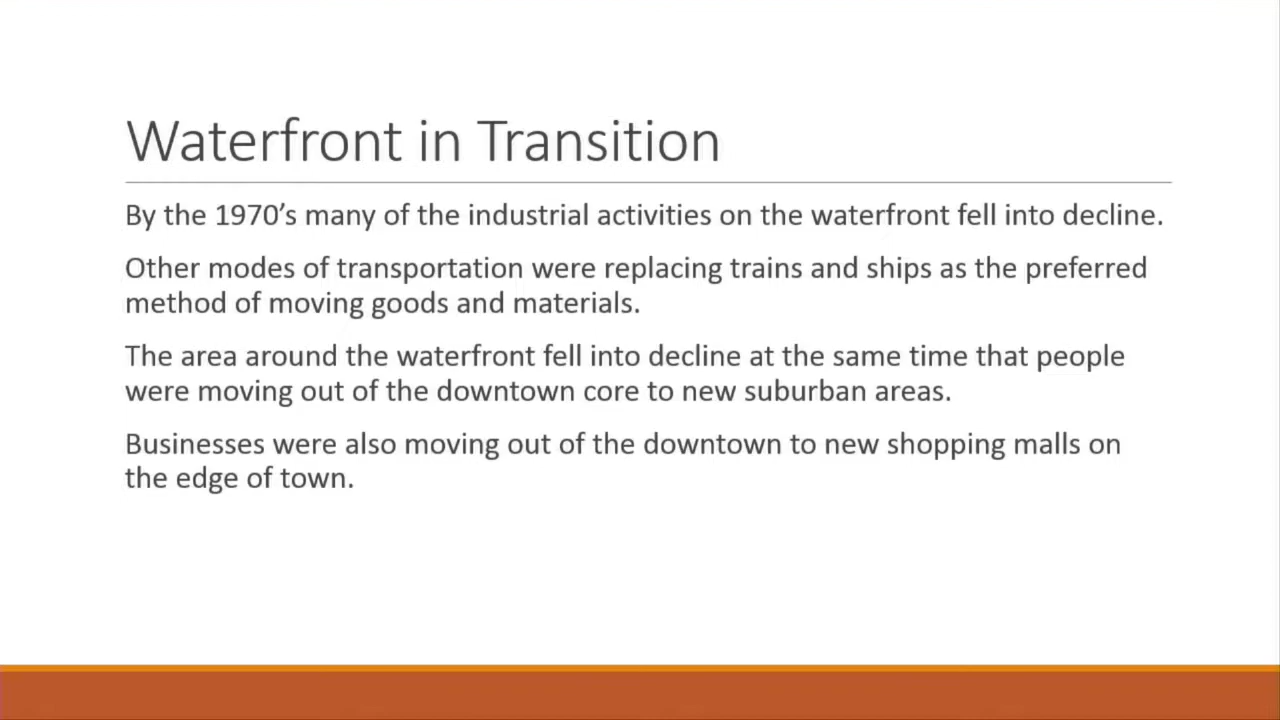 Waterfront in Transition
By the 1970’s many of the industrial activities on the waterfront fell into decline.
Other modes of transportation were replacing trains and ships as the preferred
method of moving goods and materials.
The area around the waterfront fell into decline at the same time that people
were moving out of the downtown core to new suburban areas.
Businesses were also moving out of the downtown to new shopping malls on
the edge of town.